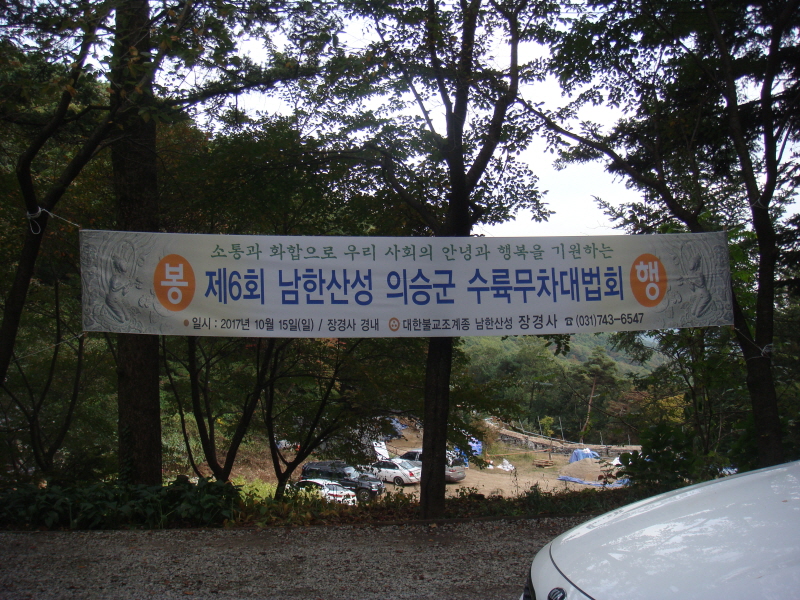 소통과 화합으로 우리 사회의 안녕과 행복을 기원하는
봉 제6회 남한산성 의승군 수륙무차대법회 행
일시 : 2017년 10월 15일(일) / 장경사 경내 대한불교조계종 남한산성 장경사 ☎ (031)743-6547